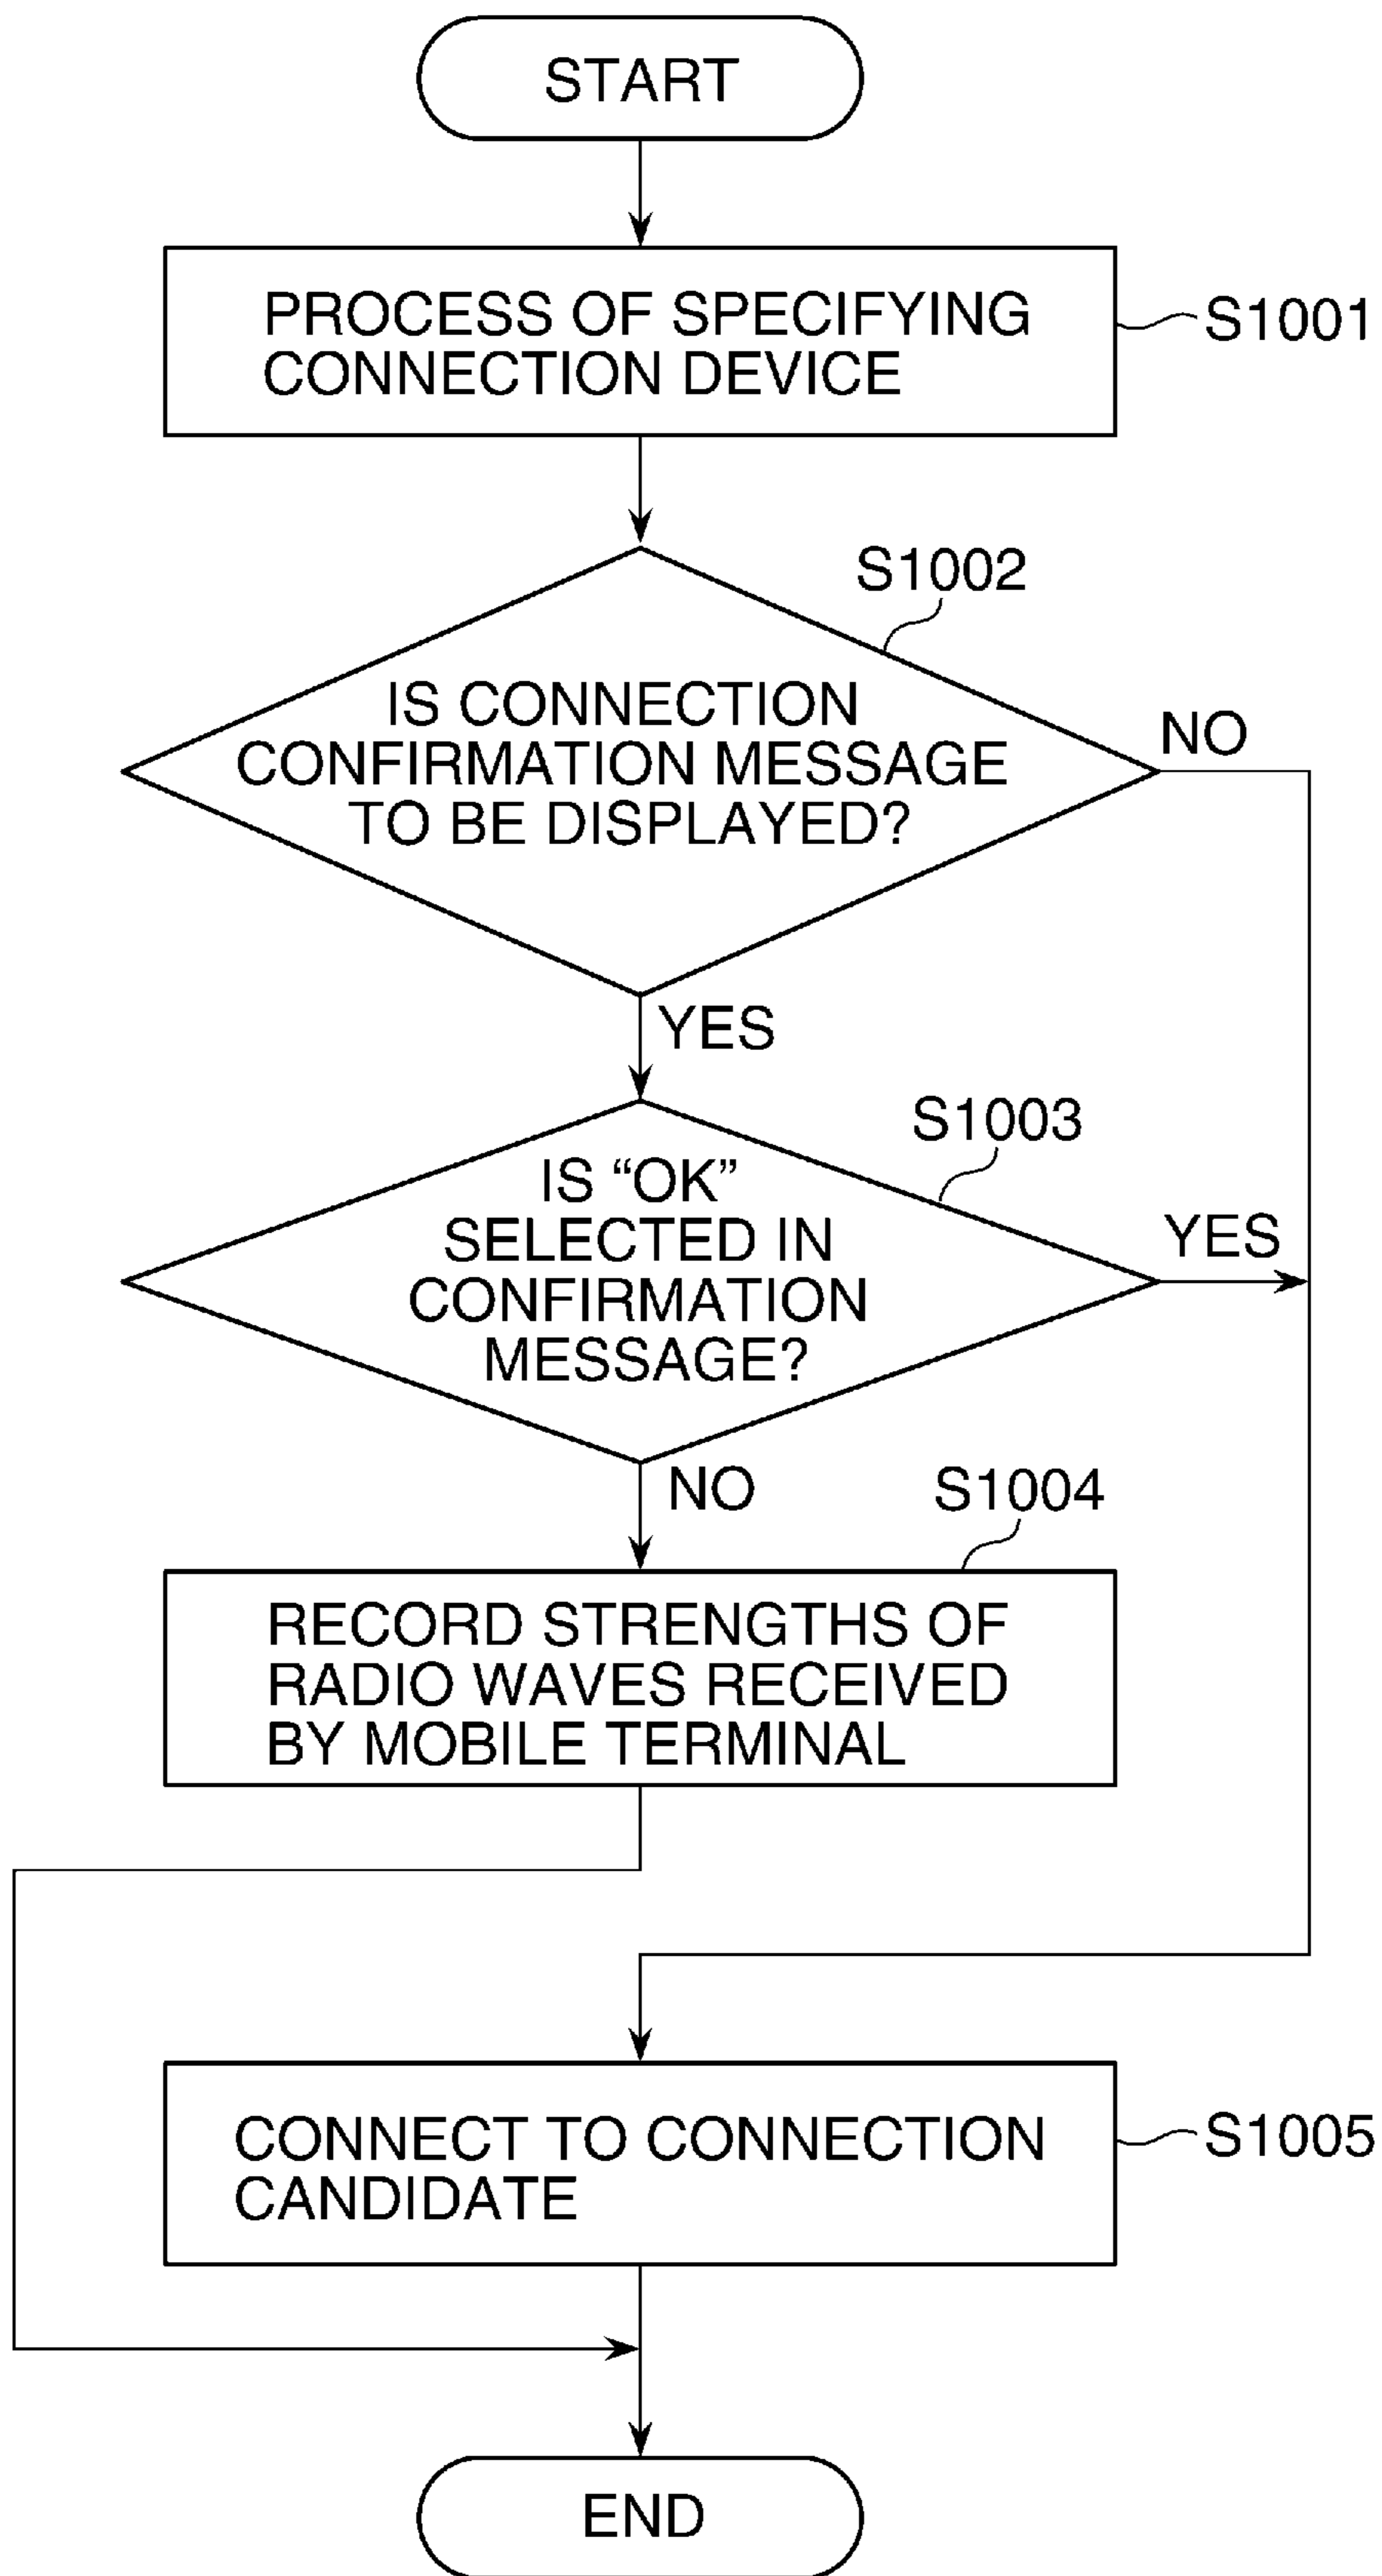 START
PROCESS OF SPECIFYING
CONNECTION DEVICE
S1001
S1002
IS CONNECTION
CONFIRMATION MESSAGE
TO BE DISPLAYED?
NO
YES
S1003
IS “OK”
SELECTED IN
CONFIRMATION
MESSAGE?
YES
NO
S1004
RECORD STRENGTHS OF
RADIO WAVES RECEIVED
BY MOBILE TERMINAL
CONNECT TO CONNECTION
CANDIDATE
S1005
END